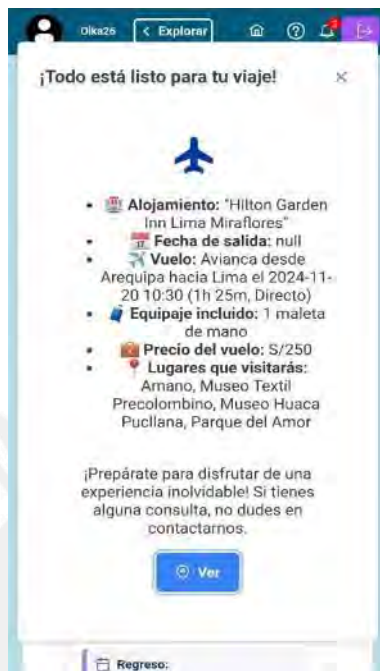 Olka26 < Explorar
¡Todo está listo para tu viaje!
Alojamiento: "Hilton Garden
Inn Lima Miraflores"
Fecha de salida: null
Vuelo: Avianca desde
Arequipa hacia Lima el 2024-11-
20 10:30 (1h 25m, Directo)
Equipaje incluido: 1 maleta
de mano
Precio del vuelo: S/250
Lugares que visitarás:
Amano, Museo Textil
Precolombino, Museo Huaca
Pucllana, Parque del Amor
¡Prepárate para disfrutar de una
experiencia inolvidable! Si tienes
alguna consulta, no dudes en
contactarnos.
Ver
Regreso: